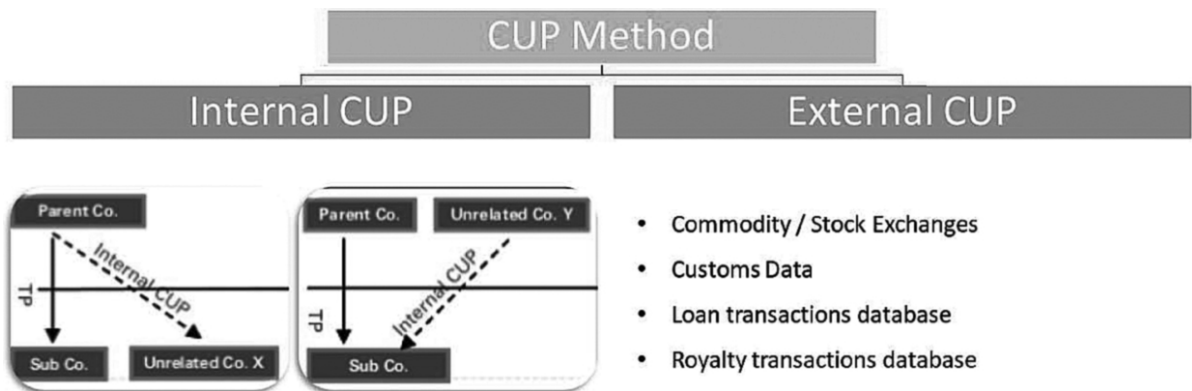 CUP Method
Internal CUP
External CUP
Parent Co.
Internal CUP
TP
Sub Co.
Unrelated Co. X
Parent Co.
Unrelated Co. Y
Internal CUP
TP
Sub Co.
• Commodity / Stock Exchanges
• Customs Data
• Loan transactions database
• Royalty transactions database